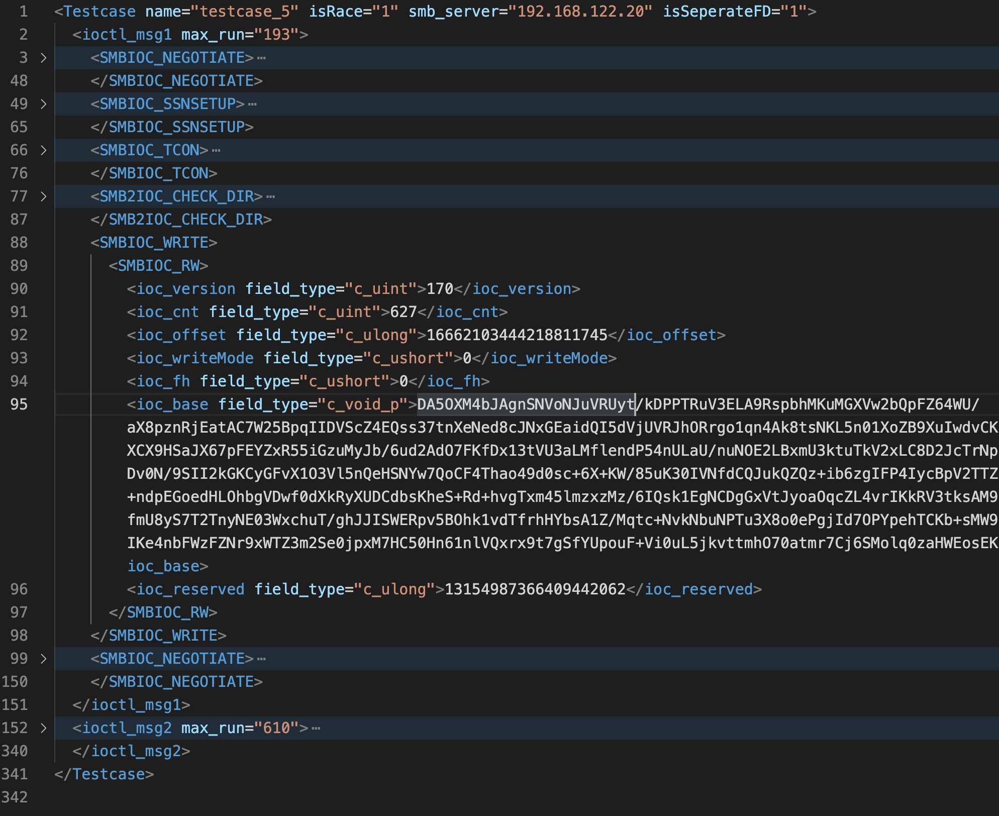 1 <Testcase name="testcase_5" isRace="1" smb_server="192.168.122.20" isSeperateFD="1">
2 <ioctl_msg1 max_run="193">
3 > <SMBIOC_NEGOTIATE>…
48 </SMBIOC_NEGOTIATE>
49 > <SMBIOC_SSNSETUP>…
65 </SMBIOC_SSNSETUP>
66 > <SMBIOC_TCON>…
76 </SMBIOC_TCON>
77 > <SMB2IOC_CHECK_DIR>…
87 </SMB2IOC_CHECK_DIR>
88 <SMBIOC_WRITE>
89 <SMBIOC_RW>
90 <ioc_version field_type="c_uint">170</ioc_version>
91 <ioc_cnt field_type="c_uint">627</ioc_cnt>
92 <ioc_offset field_type="c_ulong">16662103444218811745</ioc_offset>
93 <ioc_writeMode field_type="c_ushort">0</ioc_writeMode>
94 <ioc_fh field_type="c_ushort">0</ioc_fh>
95 <ioc_base field_type="c_void_p">DA5OXM4bJAgnSNVoNJuVRUyt/kDPPTRuV3ELA9RspbhMKuMGXVw2bQpFZ64WU/
aX8pznRjEatAC7W25BpqIIDVScZ4EQss37tnXeNed8cJNxGEaidQI5dVjUVRJhORrgo1qn4Ak8tsNKL5n01XoZB9XuIwdvCK
XCX9HSaJX67pFEYZxR55iGzuMyJb/6ud2AdO7FKfDx13tVU3aLMflendP54nULaU/nuNOE2LBxmU3ktuTkV2xLC8D2JcTrNp
Dv0N/9SII2kGKCyGFvX1O3Vl5nQeHSNYw7QoCF4Thao49d0sc+6X+KW/85uK30IVNfdCQJukQZQz+ib6zgIFP4IycBpV2TTZ
+ndpEGoedHLOhbgVDwf0dXkRyXUDCdbsKheS+Rd+hvgTxm45lmzxzMz/6IQsk1EgNCDgGxVtJyoaOqcZL4vrIKkRV3tksAM9
fmU8yS7T2TnyNE03WxchuT/ghJJISWERpv5BOhk1vdTfrhHYbsA1Z/Mqtc+NvkNbuNPTu3X8o0ePgjId7OPYpehTCKb+sMW9
IKe4nbFWzFZNr9xWTZ3m2Se0jpxM7HC50Hn61nlVQxrx9t7gSfYUpouF+Vi0uL5jkvttmhO70atmr7Cj6SMolq0zaHWEosEK
ioc_base>
96 <ioc_reserved field_type="c_ulong">13154987366409442062</ioc_reserved>
97 </SMBIOC_RW>
98 </SMBIOC_WRITE>
99 > <SMBIOC_NEGOTIATE>…
150 </SMBIOC_NEGOTIATE>
151 </ioctl_msg1>
152 > <ioctl_msg2 max_run="610">…
340 </ioctl_msg2>
341 </Testcase>
342